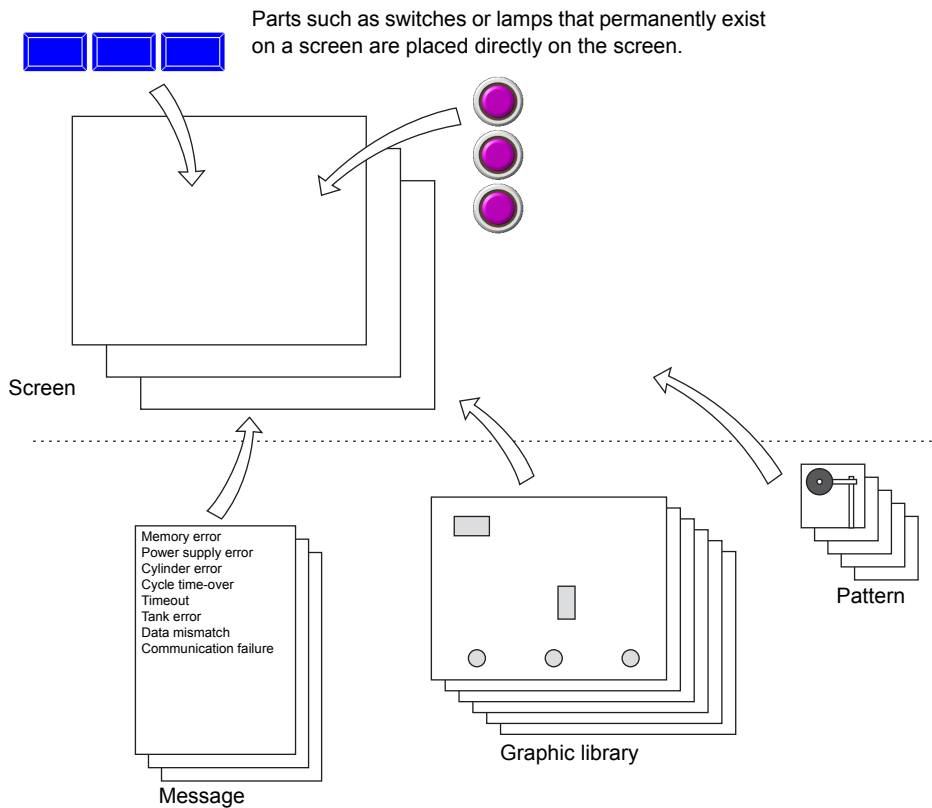 Parts such as switches or lamps that permanently exist
on a screen are placed directly on the screen.
Screen
Memory error
Power supply error
Cylinder error
Cycle time-over
Timeout
Tank error
Data mismatch
Communication failure
Pattern
Graphic library
Message